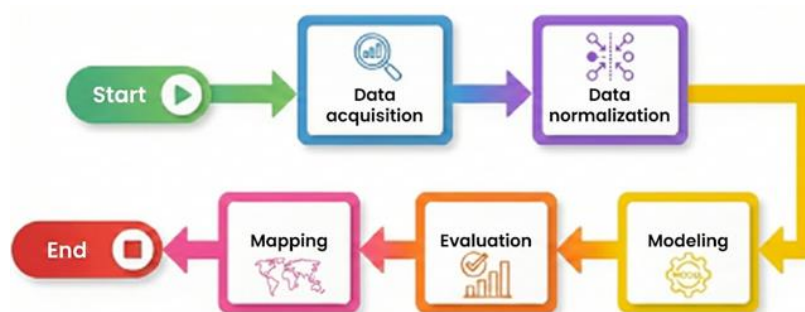 Start
Data
acquisition
Data
normalization
Modeling
Evaluation
Mapping
End